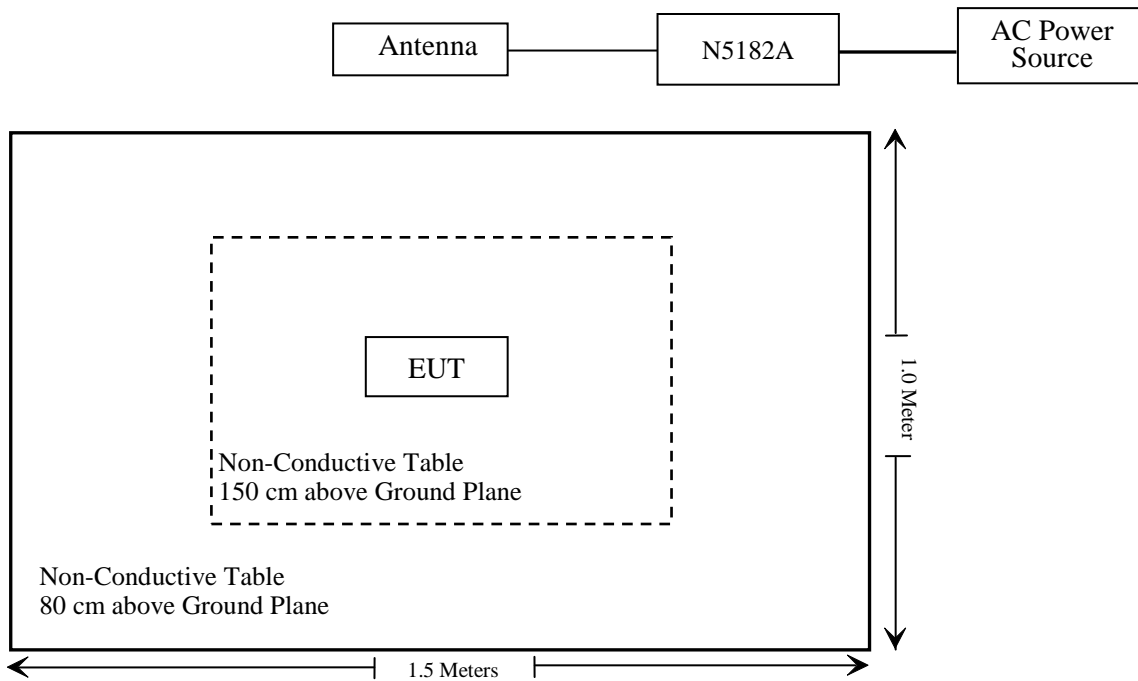 Antenna
N5182A
AC Power
Source
EUT
1.0 Meter
Non-Conductive Table
150 cm above Ground Plane
Non-Conductive Table
80 cm above Ground Plane
1.5 Meters